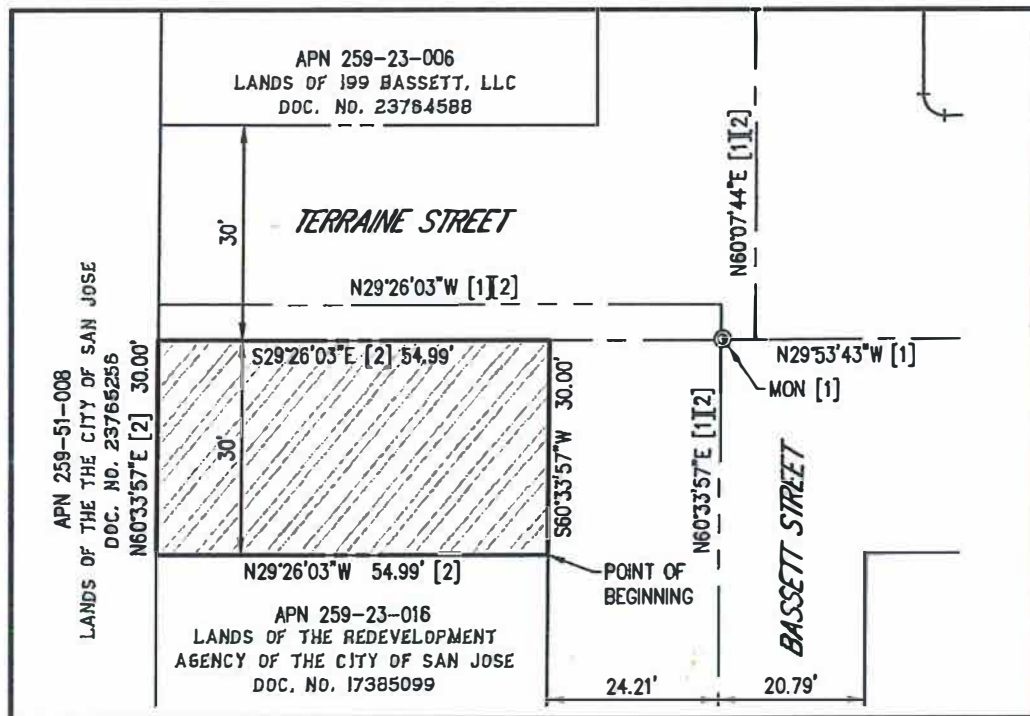 APN 259-23-006
LANDS OF 199 BASSETT, LLC
DOC. NO. 23764588
30'
TERRAINE STREET
N60°07'44"E [1][2]
N29°26'03"W [1][2]
S29°26'03"E [2] 54.99'
N29°53'43"W [1]
MON [1]
APN 259-51-008
LANDS OF THE THE CITY OF SAN JOSE
DOC. NO. 23765256
N60°33'57"E [2] 30.00'
30'
S60°33'57"W 30.00'
N60°33'57"E [1][2]
BASSETT STREET
N29°26'03"W 54.99' [2]
POINT OF
BEGINNING
APN 259-23-016
LANDS OF THE REDEVELOPMENT
AGENCY OF THE CITY OF SAN JOSE
DOC. NO. 17385099
24.21'
20.79'